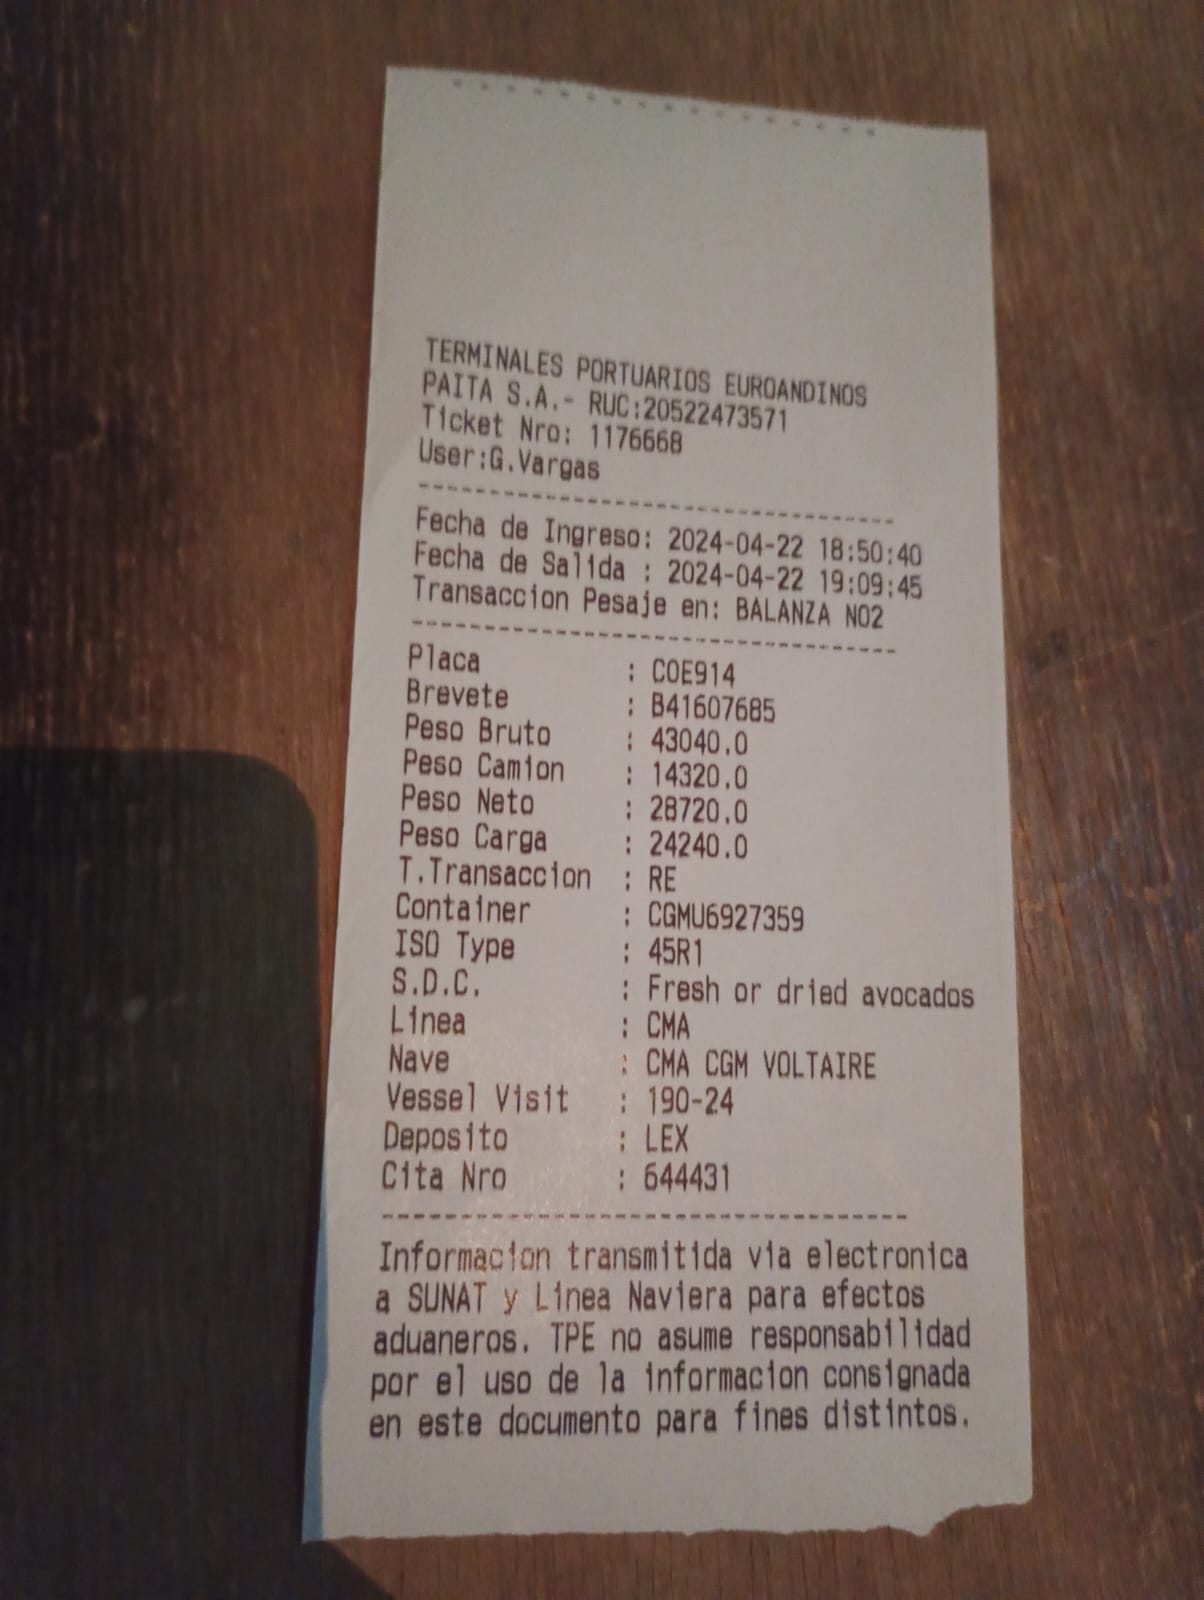 TERMINALES PORTUARIOS EUROANDINOS
PAITA S.A.- RUC:20522473571
Ticket Nro: 1176668
User:G.Vargas
------------------------------------
Fecha de Ingreso: 2024-04-22 18:50:40
Fecha de Salida : 2024-04-22 19:09:45
Transaccion Pesaje en: BALANZA N02
------------------------------------
Placa : C0E914
Brevete : B41607685
Peso Bruto : 43040.0
Peso Camion : 14320.0
Peso Neto : 28720.0
Peso Carga : 24240.0
T.Transaccion : RE
Container : CGMU6927359
ISO Type : 45R1
S.D.C. : Fresh or dried avocados
Linea : CMA
Nave : CMA CGM VOLTAIRE
Vessel Visit : 190-24
Deposito : LEX
Cita Nro : 644431
------------------------------------
Informacion transmitida via electronica
a SUNAT y Linea Naviera para efectos
aduaneros. TPE no asume responsabilidad
por el uso de la informacion consignada
en este documento para fines distintos.